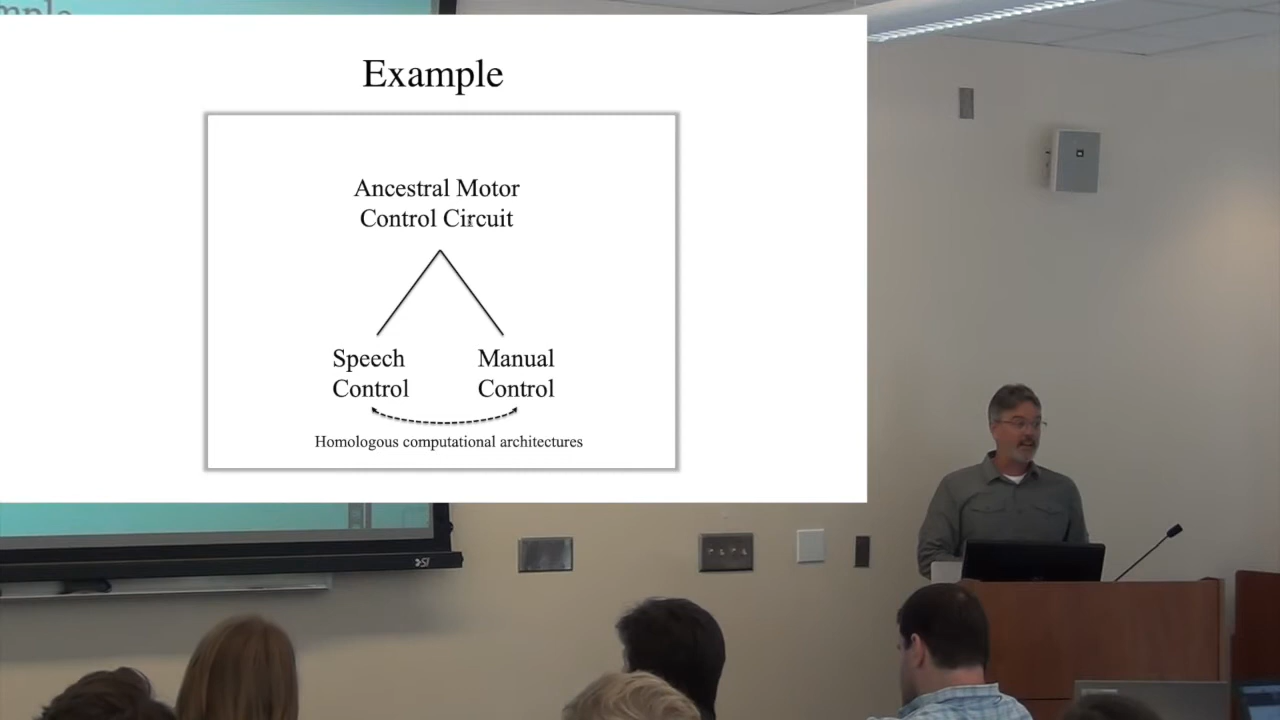 Example
Ancestral Motor
Control Circuit
Speech
Control
Manual
Control
Homologous computational architectures